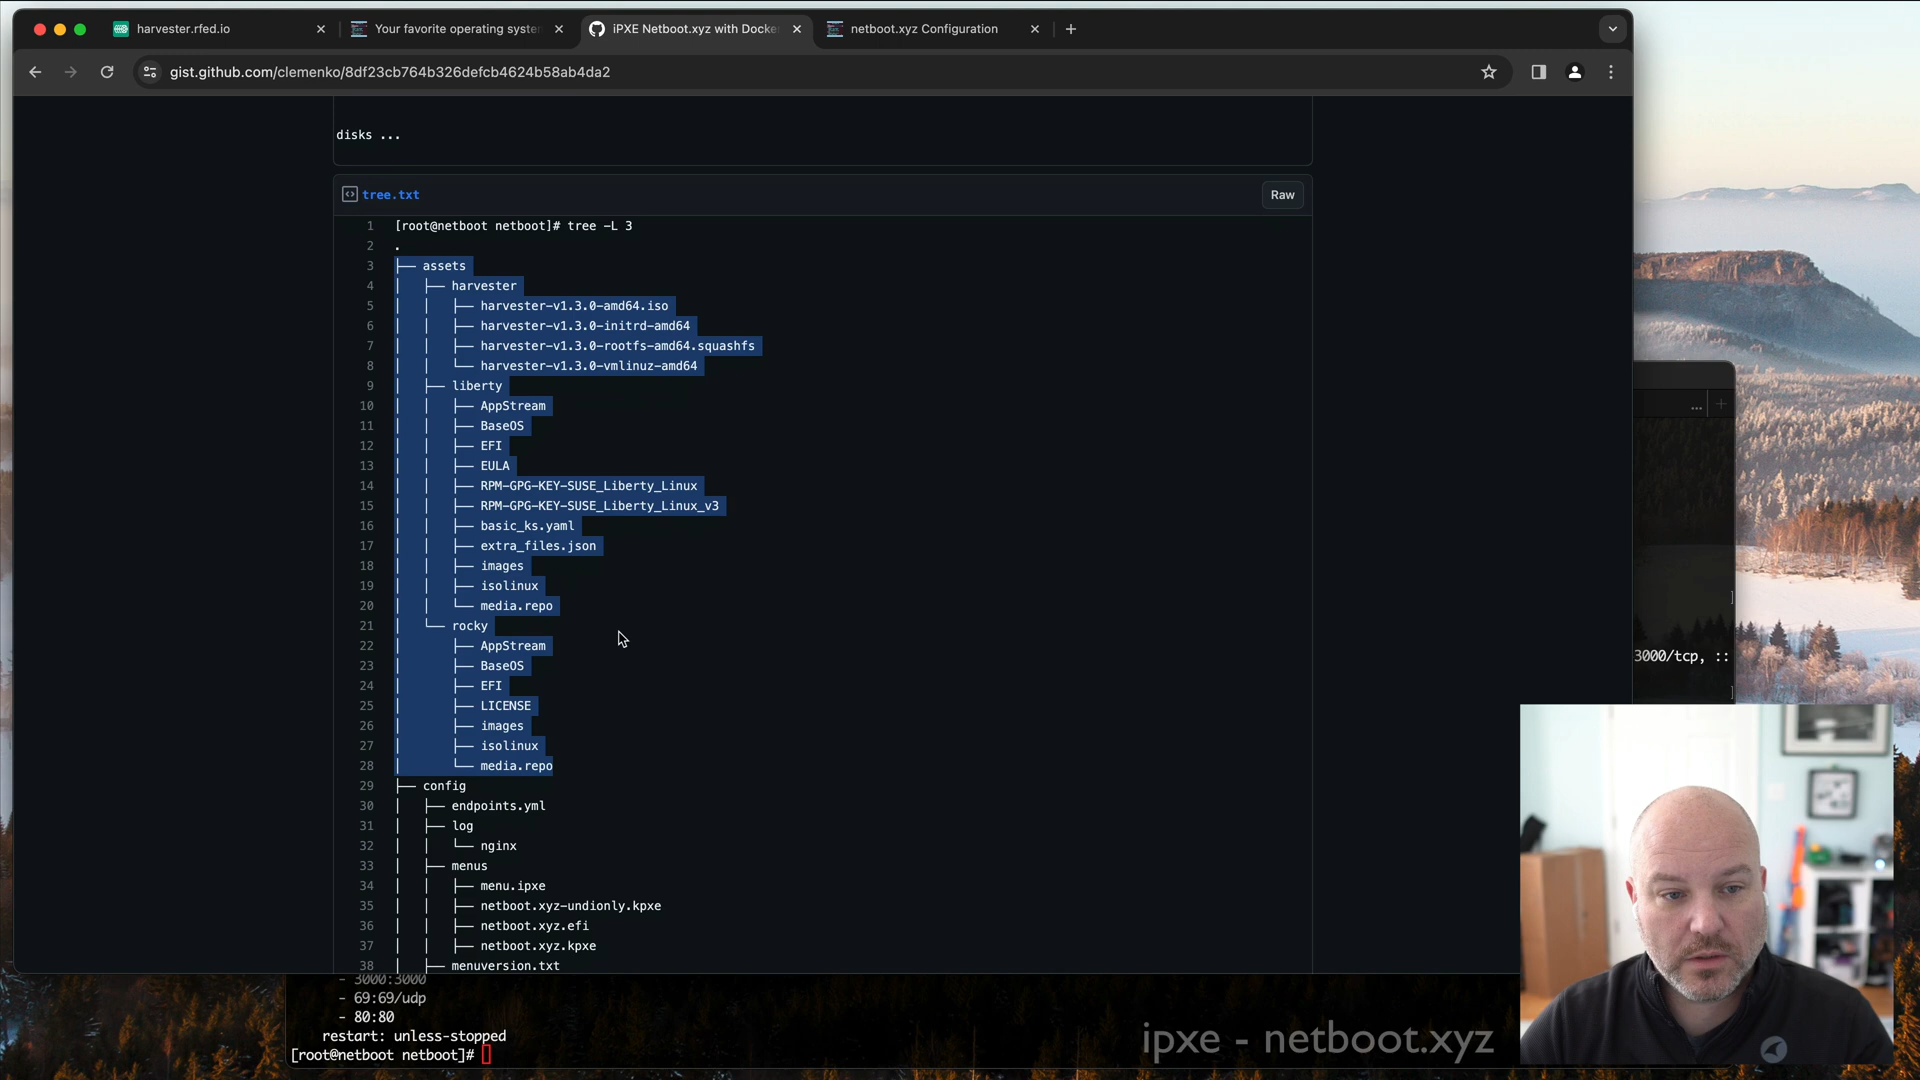 harvester.rfed.io
Your favorite operating syste
iPXE Netboot.xyz with Docke
netboot.xyz Configuration
gist.github.com/clemenko/8df23cb764b326defcb4624b58ab4da2
disks ...
tree.txt
Raw
1 [root@netboot netboot]# tree -L 3
2 .
3 ├── assets
4 │   ├── harvester
5 │   │   ├── harvester-v1.3.0-amd64.iso
6 │   │   ├── harvester-v1.3.0-initrd-amd64
7 │   │   ├── harvester-v1.3.0-rootfs-amd64.squashfs
8 │   │   └── harvester-v1.3.0-vmlinuz-amd64
9 │   ├── liberty
10 │   │   ├── AppStream
11 │   │   ├── BaseOS
12 │   │   ├── EFI
13 │   │   ├── EULA
14 │   │   ├── RPM-GPG-KEY-SUSE_Liberty_Linux
15 │   │   ├── RPM-GPG-KEY-SUSE_Liberty_Linux_v3
16 │   │   ├── basic_ks.yaml
17 │   │   ├── extra_files.json
18 │   │   ├── images
19 │   │   ├── isolinux
20 │   │   └── media.repo
21 │   └── rocky
22 │       ├── AppStream
23 │       ├── BaseOS
24 │       ├── EFI
25 │       ├── LICENSE
26 │       ├── images
27 │       ├── isolinux
28 │       └── media.repo
29 ├── config
30 │   ├── endpoints.yml
31 │   ├── log
32 │   │   └── nginx
33 │   ├── menus
34 │   │   ├── menu.ipxe
35 │   │   ├── netboot.xyz-undionly.kpxe
36 │   │   ├── netboot.xyz.efi
37 │   │   ├── netboot.xyz.kpxe
38 │   ├── menuversion.txt
3000/tcp, ::
- 3000:3000
- 69:69/udp
- 80:80
restart: unless-stopped
[root@netboot netboot]#
ipxe - netboot.xyz